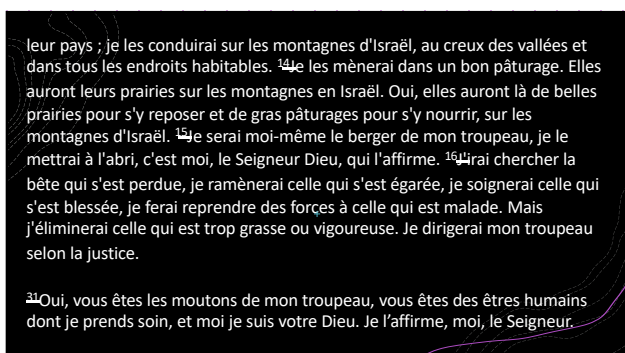 leur pays ; je les conduirai sur les montagnes d'Israël, au creux des vallées et
dans tous les endroits habitables. 14Je les mènerai dans un bon pâturage. Elles
auront leurs prairies sur les montagnes en Israël. Oui, elles auront là de belles
prairies pour s'y reposer et de gras pâturages pour s'y nourrir, sur les
montagnes d'Israël. 15Je serai moi-même le berger de mon troupeau, je le
mettrai à l'abri, c'est moi, le Seigneur Dieu, qui l'affirme. 16J'irai chercher la
bête qui s'est perdue, je ramènerai celle qui s'est égarée, je soignerai celle qui
s'est blessée, je ferai reprendre des forces à celle qui est malade. Mais
j'éliminerai celle qui est trop grasse ou vigoureuse. Je dirigerai mon troupeau
selon la justice.
31Oui, vous êtes les moutons de mon troupeau, vous êtes des êtres humains
dont je prends soin, et moi je suis votre Dieu. Je l’affirme, moi, le Seigneur.